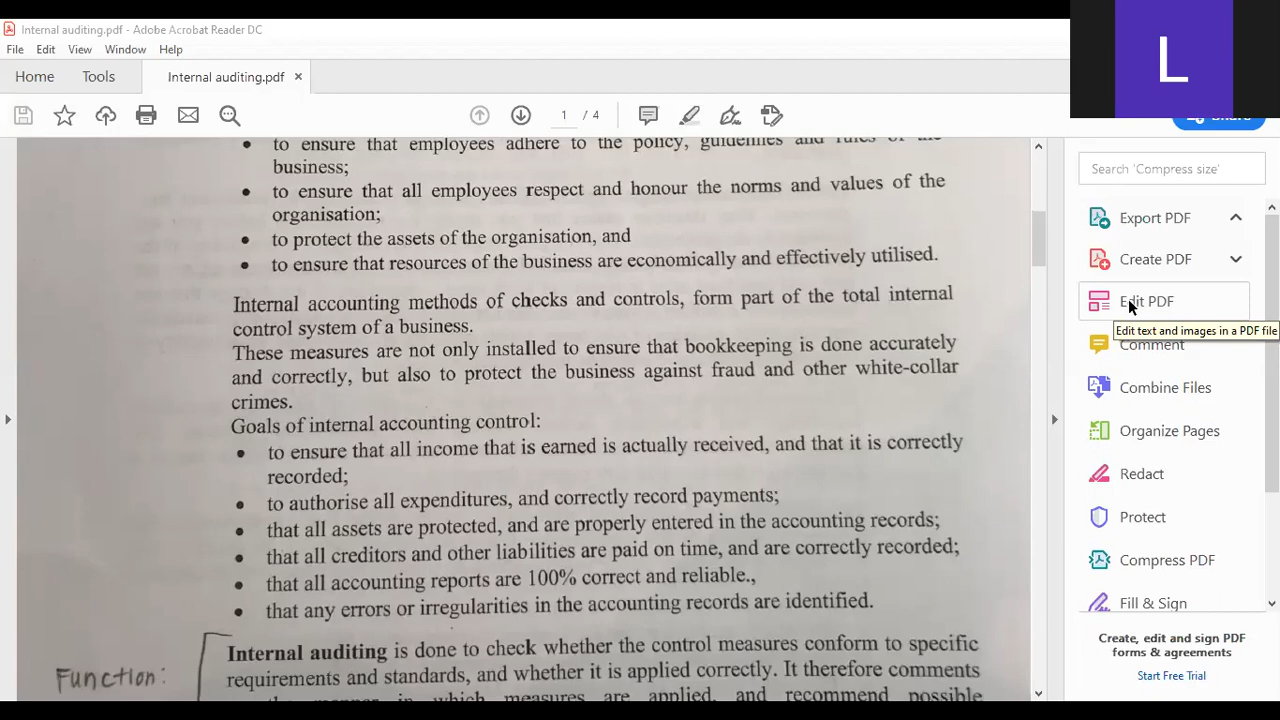 Internal auditing.pdf - Adobe Acrobat Reader DC
File Edit View Window Help
Home Tools Internal auditing.pdf ×
L
1 / 4
Share
• to ensure that employees adhere to the policy, guidelines and rules of the
business;
• to ensure that all employees respect and honour the norms and values of the
organisation;
• to protect the assets of the organisation, and
• to ensure that resources of the business are economically and effectively utilised.
Internal accounting methods of checks and controls, form part of the total internal
control system of a business.
These measures are not only installed to ensure that bookkeeping is done accurately
and correctly, but also to protect the business against fraud and other white-collar
crimes.
Goals of internal accounting control:
• to ensure that all income that is earned is actually received, and that it is correctly
recorded;
• to authorise all expenditures, and correctly record payments;
• that all assets are protected, and are properly entered in the accounting records;
• that all creditors and other liabilities are paid on time, and are correctly recorded;
• that all accounting reports are 100% correct and reliable.,
• that any errors or irregularities in the accounting records are identified.
Function:
Internal auditing is done to check whether the control measures conform to specific
requirements and standards, and whether it is applied correctly. It therefore comments
manner in which measures are applied, and recommend possible
Search 'Compress size'
Export PDF
Create PDF
Edit PDF
Edit text and images in a PDF file
Comment
Combine Files
Organize Pages
Redact
Protect
Compress PDF
Fill & Sign
Create, edit and sign PDF
forms & agreements
Start Free Trial